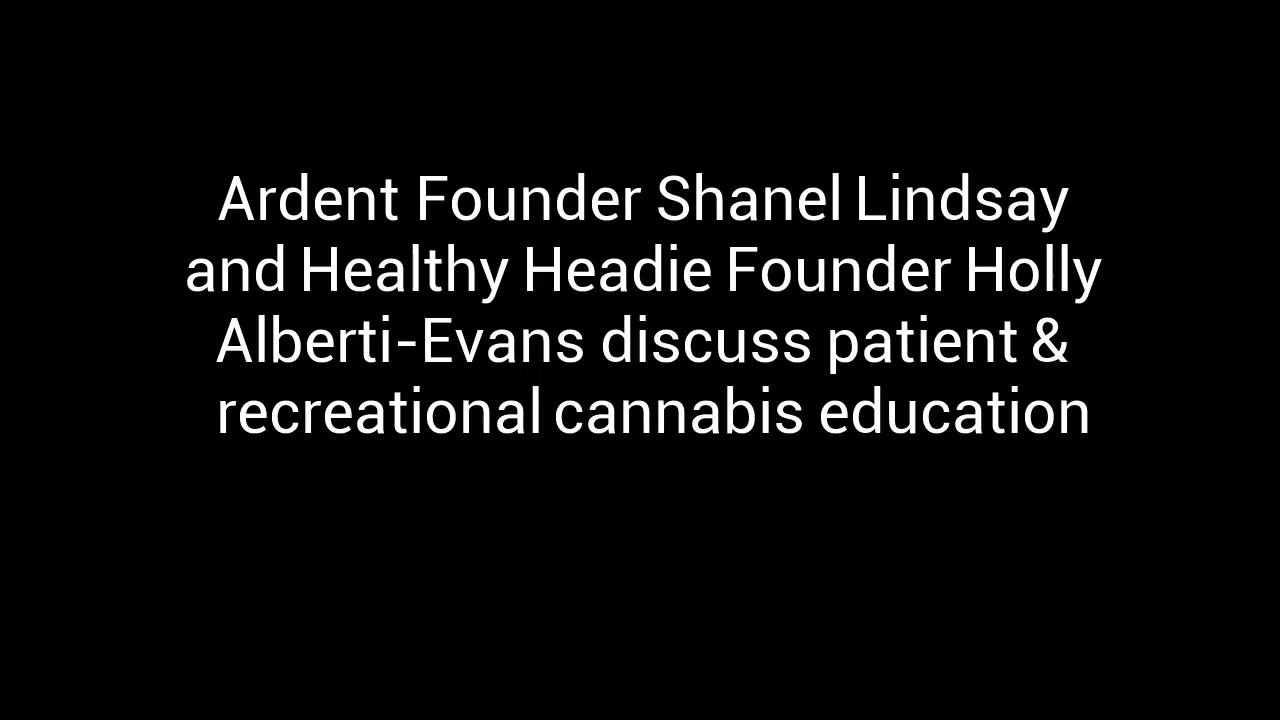 Ardent Founder Shanel Lindsay
and Healthy Headie Founder Holly
Alberti-Evans discuss patient &
recreational cannabis education